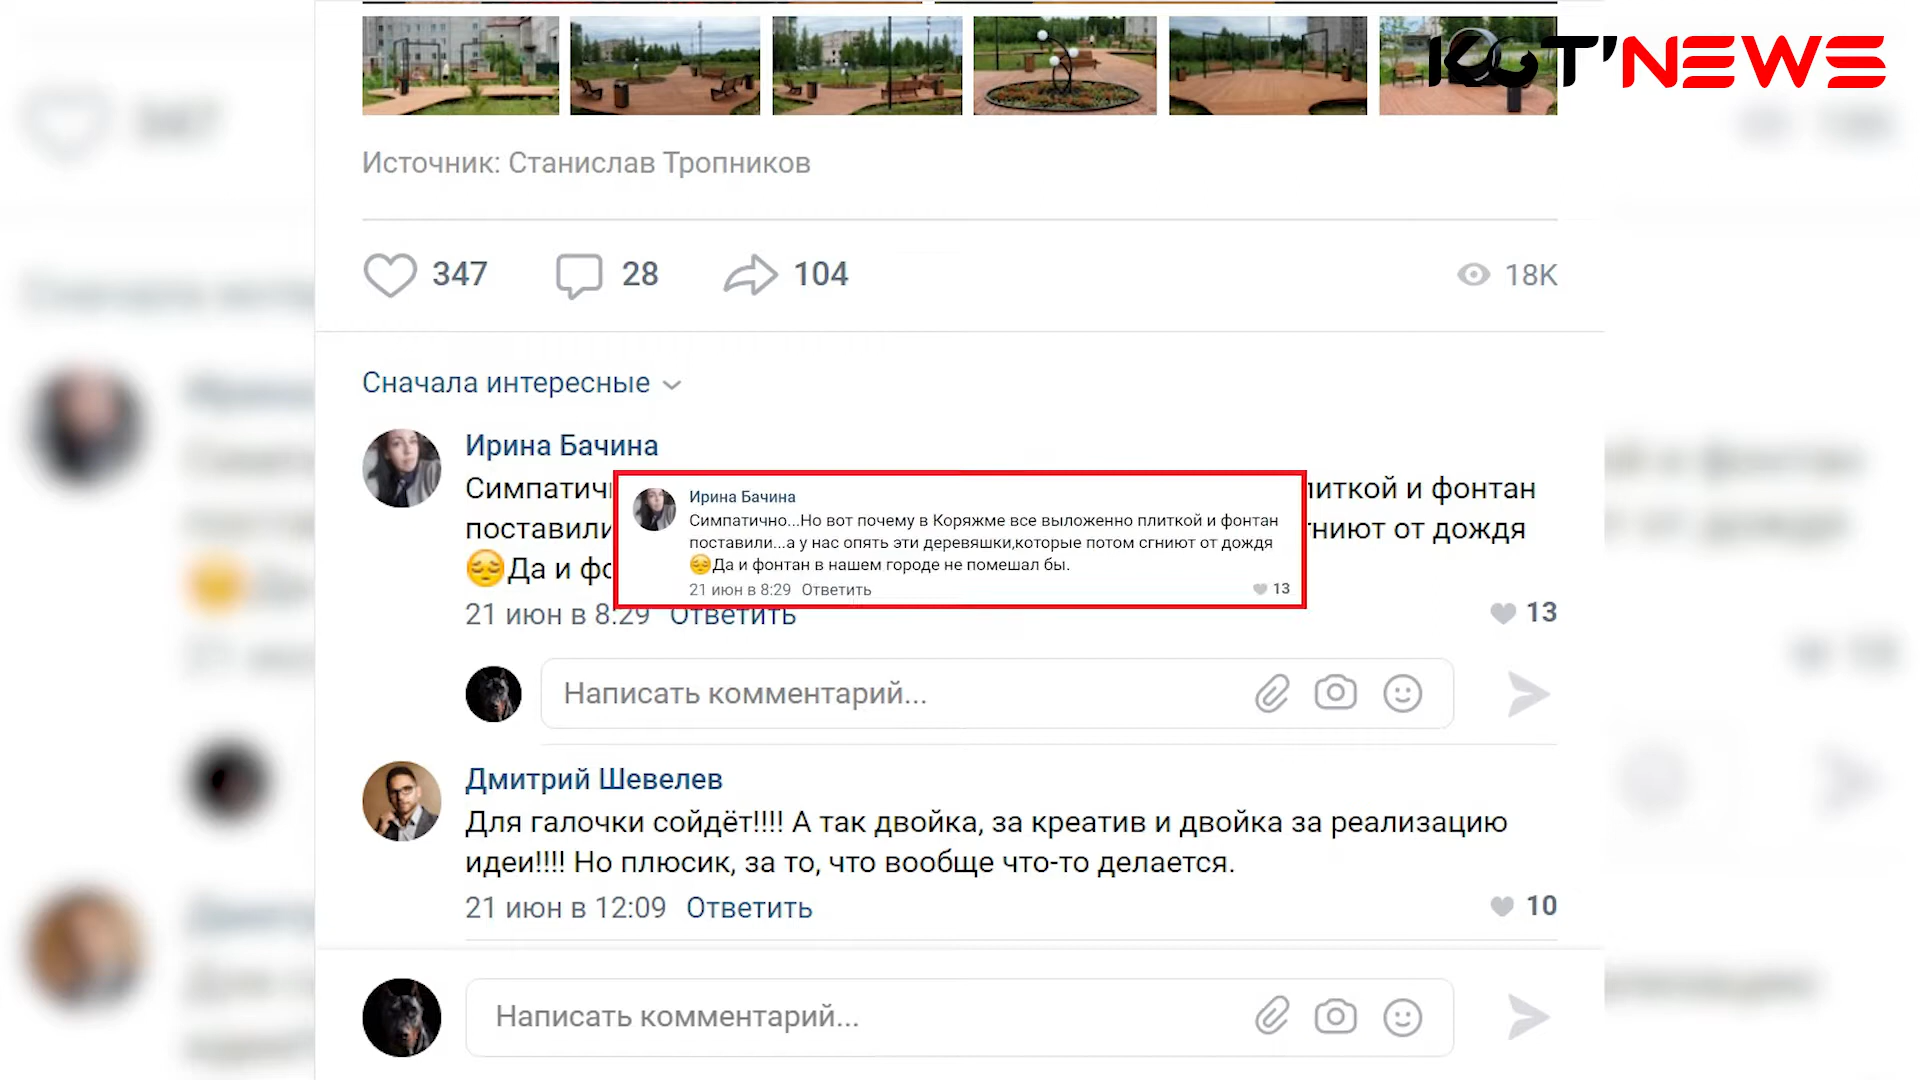 КОТ'NEWS
Источник: Станислав Тропников
347 28 104 18K
Сначала интересные
Ирина Бачина
Симпатич
литкой и фонтан
поставили
гниют от дождя
Да и фо
21 июн в 8:29 Ответить 13
Ирина Бачина
Симпатично...Но вот почему в Коряжме все выложенно плиткой и фонтан
поставили...а у нас опять эти деревяшки,которые потом сгниют от дождя
😔Да и фонтан в нашем городе не помешал бы.
21 июн в 8:29 Ответить 13
Написать комментарий...
Дмитрий Шевелев
Для галочки сойдёт!!!! А так двойка, за креатив и двойка за реализацию
идеи!!!! Но плюсик, за то, что вообще что-то делается.
21 июн в 12:09 Ответить 10
Написать комментарий...